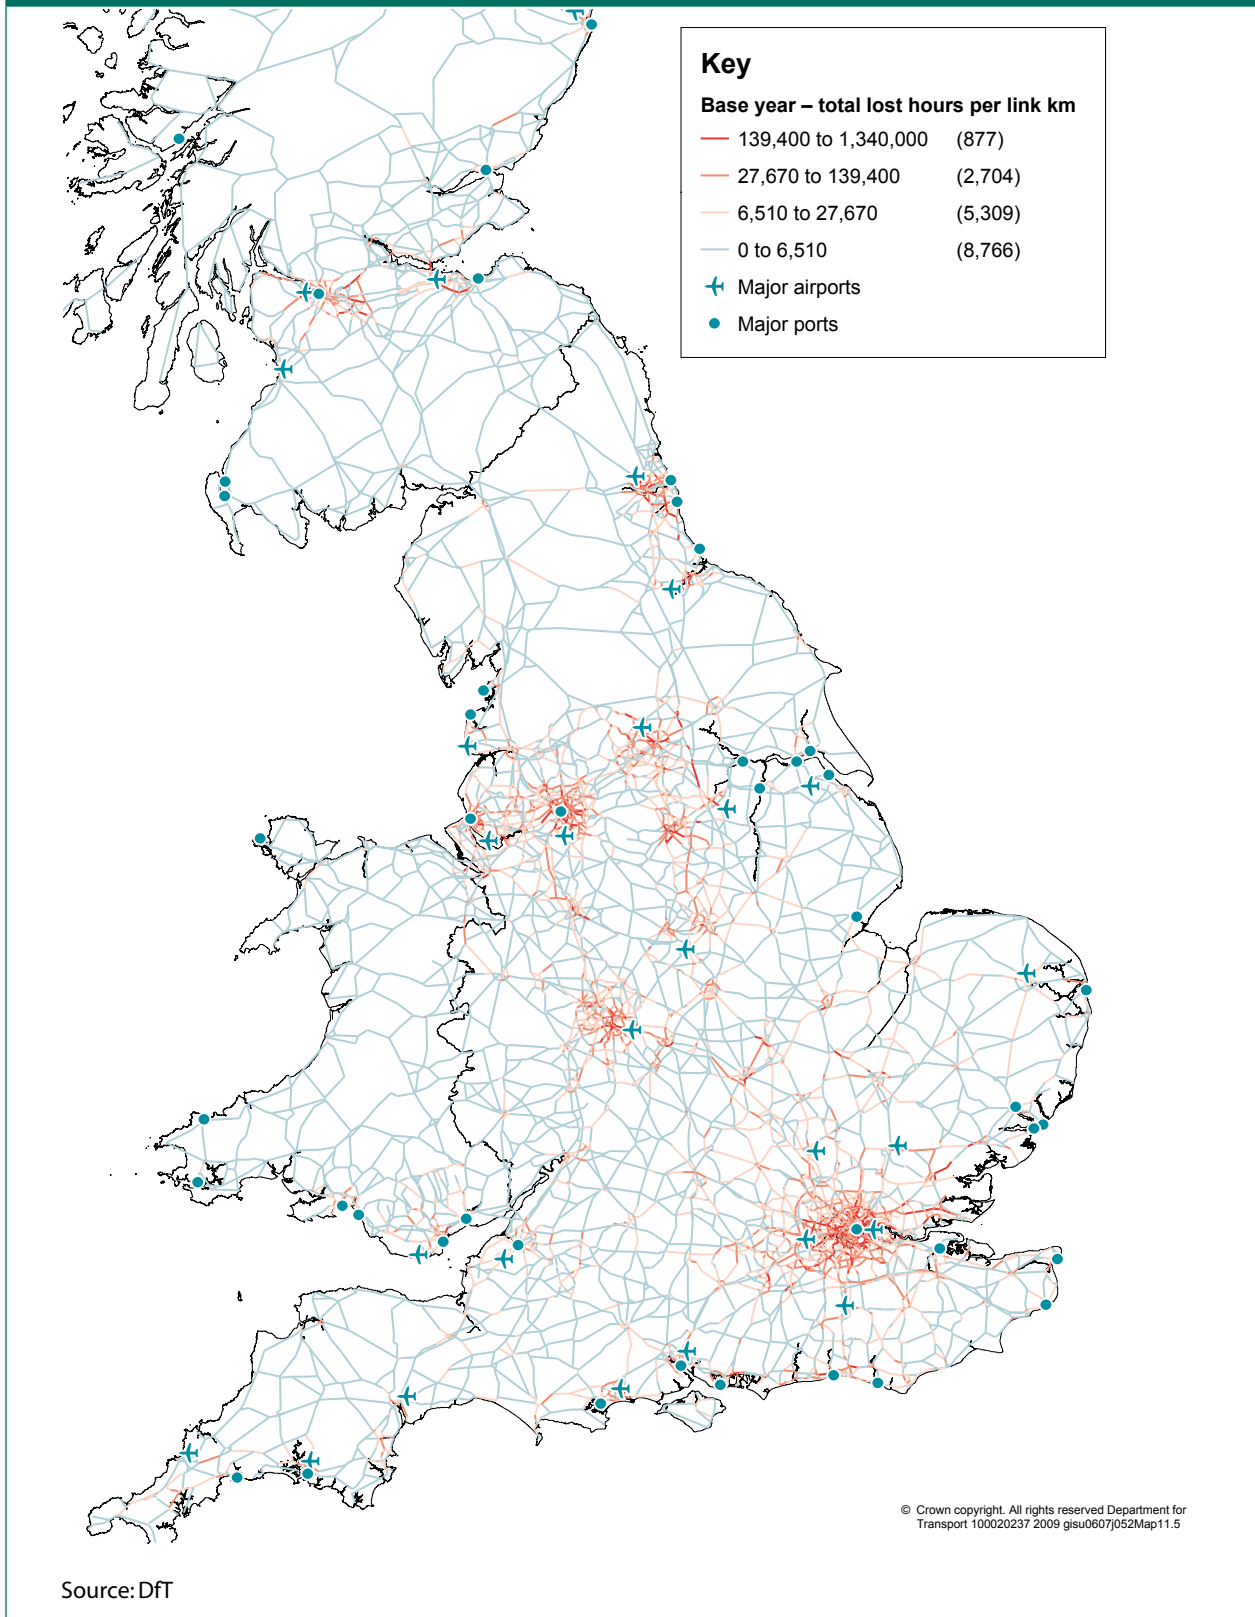 Key
Base year – total lost hours per link km
139,400 to 1,340,000 (877)
27,670 to 139,400 (2,704)
6,510 to 27,670 (5,309)
0 to 6,510 (8,766)
Major airports
Major ports
© Crown copyright. All rights reserved Department for
Transport 100020237 2009 gisu0607j052Map11.5
Source: DfT